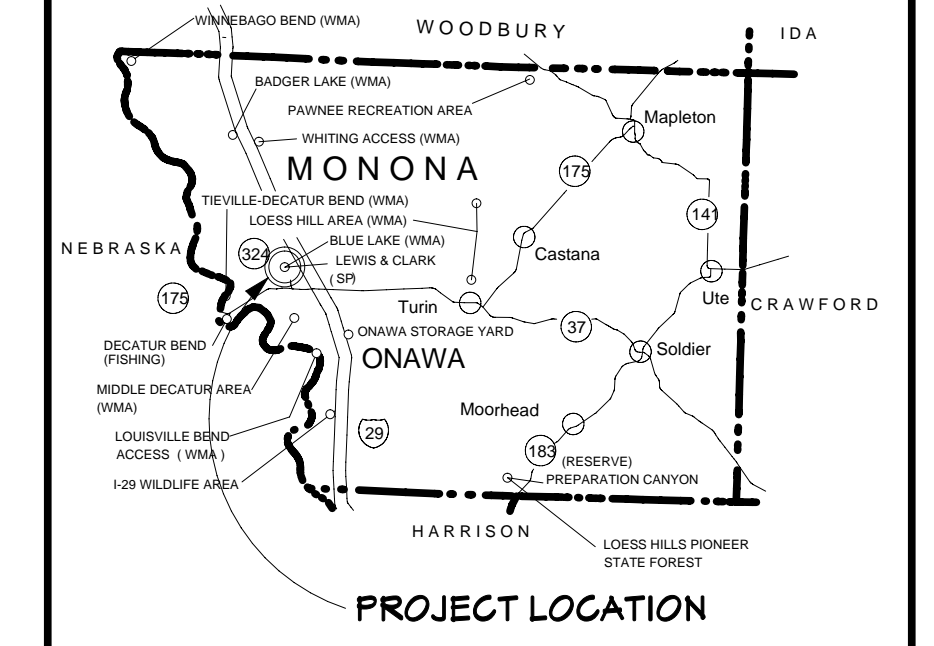 WINNEBAGO BEND (WMA)
WOODBURY
IDA
BADGER LAKE (WMA)
PAWNEE RECREATION AREA
Mapleton
WHITING ACCESS (WMA)
MONONA
175
TIEVILLE-DECATUR BEND (WMA)
141
LOESS HILL AREA (WMA)
NEBRASKA
324
BLUE LAKE (WMA)
Castana
LEWIS & CLARK
(SP)
175
Turin
Ute
CRAWFORD
37
ONAWA STORAGE YARD
DECATUR BEND
(FISHING)
ONAWA
Soldier
MIDDLE DECATUR AREA
(WMA)
Moorhead
LOUISVILLE BEND
ACCESS ( WMA )
29
183
(RESERVE)
PREPARATION CANYON
I-29 WILDLIFE AREA
HARRISON
LOESS HILLS PIONEER
STATE FOREST
PROJECT LOCATION